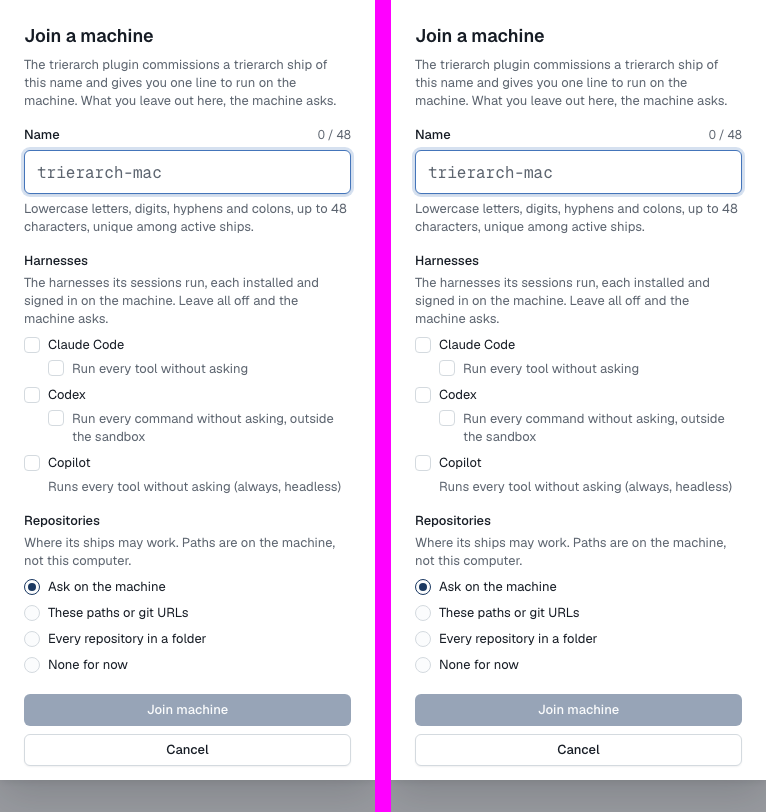 Join a machine
The trierarch plugin commissions a trierarch ship of
this name and gives you one line to run on the
machine. What you leave out here, the machine asks.
Name 0 / 48
trierarch-mac
Lowercase letters, digits, hyphens and colons, up to 48
characters, unique among active ships.
Harnesses
The harnesses its sessions run, each installed and
signed in on the machine. Leave all off and the
machine asks.
Claude Code
Run every tool without asking
Codex
Run every command without asking, outside
the sandbox
Copilot
Runs every tool without asking (always, headless)
Repositories
Where its ships may work. Paths are on the machine,
not this computer.
Ask on the machine
These paths or git URLs
Every repository in a folder
None for now
Join machine
Cancel
Join a machine
The trierarch plugin commissions a trierarch ship of
this name and gives you one line to run on the
machine. What you leave out here, the machine asks.
Name 0 / 48
trierarch-mac
Lowercase letters, digits, hyphens and colons, up to 48
characters, unique among active ships.
Harnesses
The harnesses its sessions run, each installed and
signed in on the machine. Leave all off and the
machine asks.
Claude Code
Run every tool without asking
Codex
Run every command without asking, outside
the sandbox
Copilot
Runs every tool without asking (always, headless)
Repositories
Where its ships may work. Paths are on the machine,
not this computer.
Ask on the machine
These paths or git URLs
Every repository in a folder
None for now
Join machine
Cancel